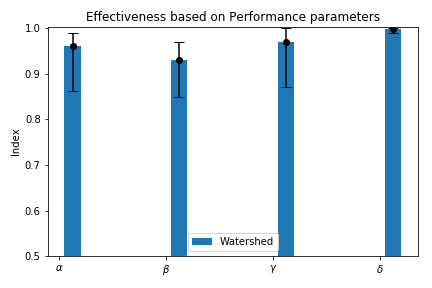 Effectiveness based on Performance parameters
1.0
0.9
0.8
0.7
0.6
0.5
Index
Watershed
α
β
γ
δ